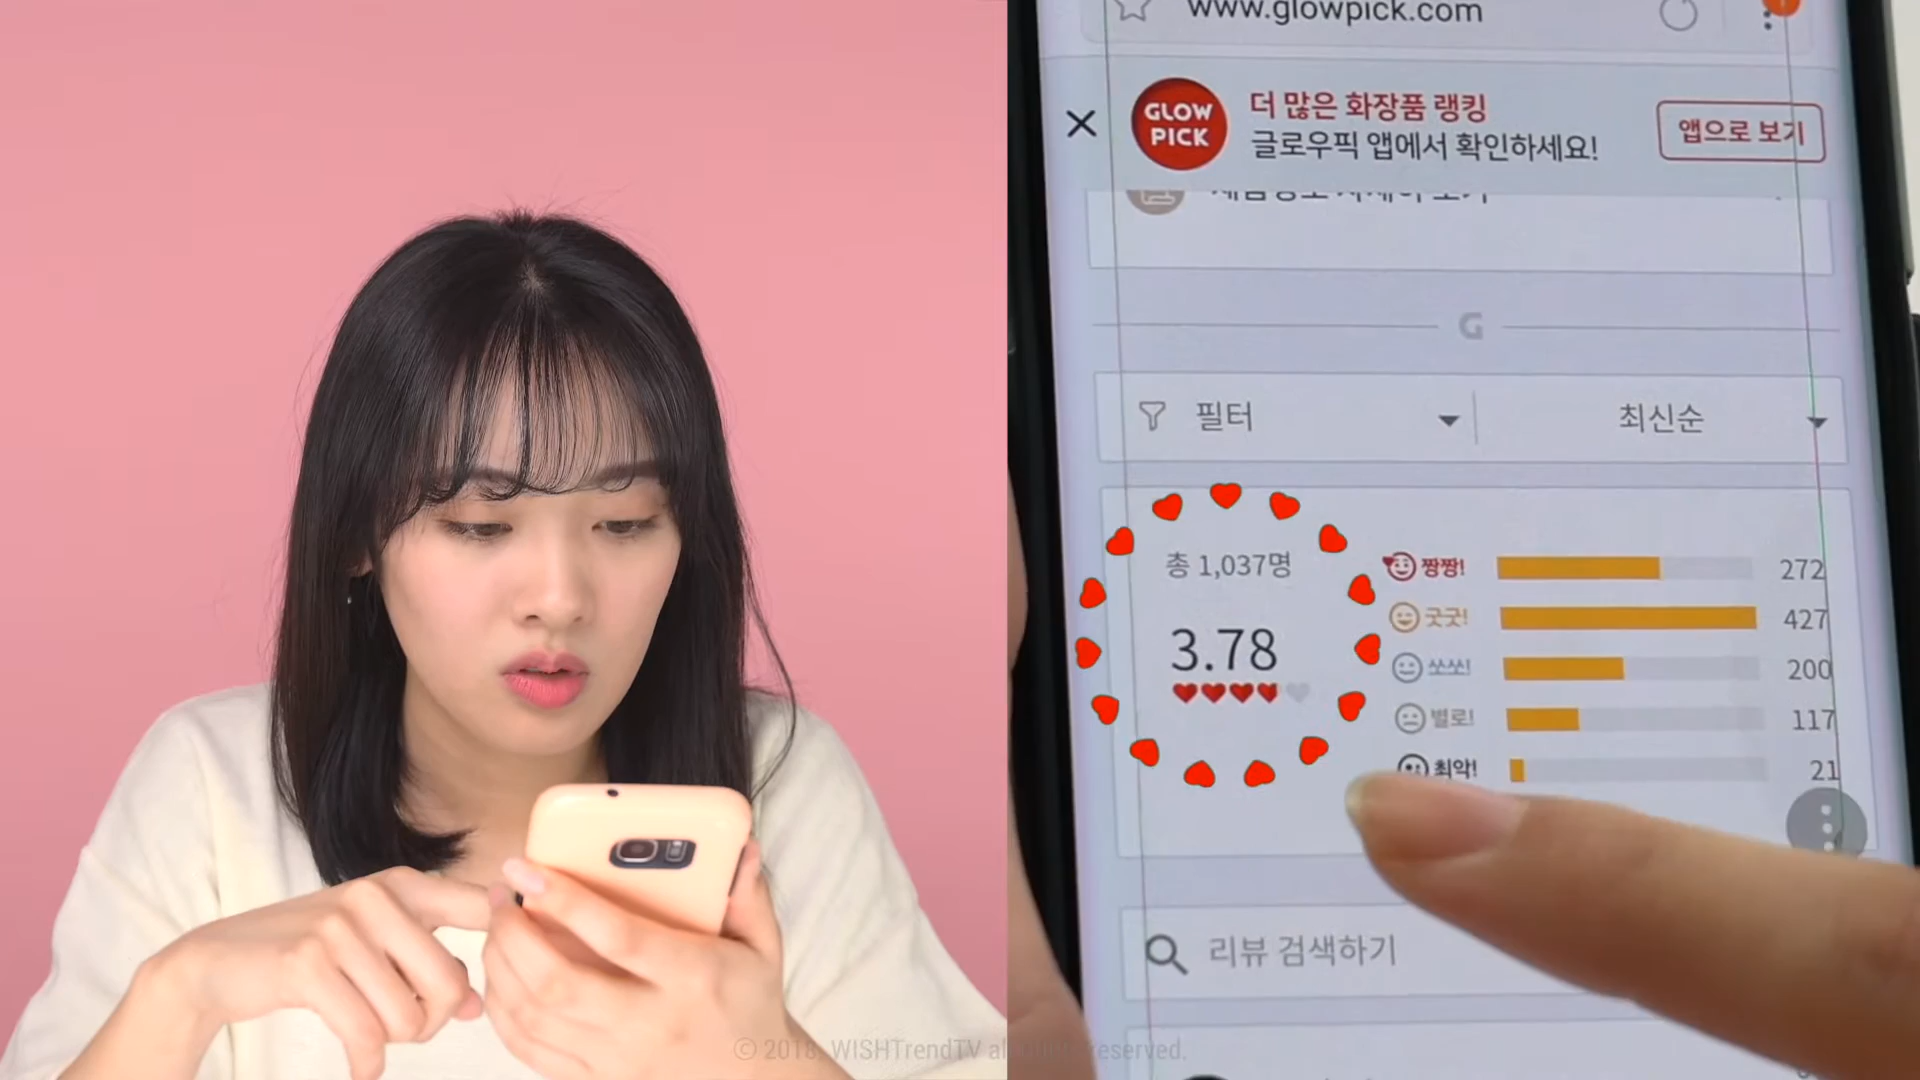 www.glowpick.com
GLOW
PICK
더 많은 화장품 랭킹
글로우픽 앱에서 확인하세요!
앱으로 보기
G
필터
최신순
총 1,037명
3.78
짱짱! 272
굿굿! 427
쏘쏘! 200
별로! 117
최악! 21
리뷰 검색하기
© 2018. WISHTrendTV all rights reserved.